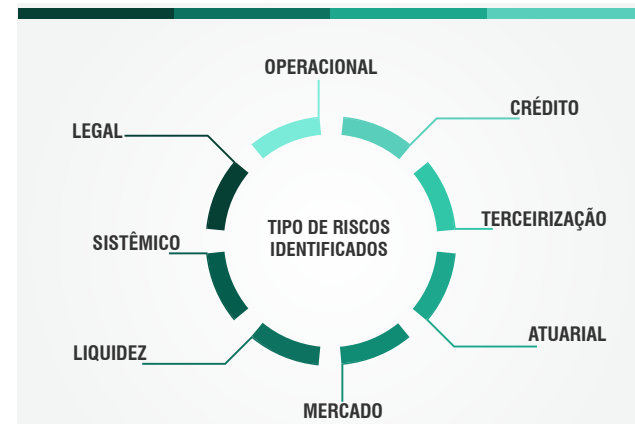 OPERACIONAL
CRÉDITO
LEGAL
TERCEIRIZAÇÃO
TIPO DE RISCOS
IDENTIFICADOS
SISTÊMICO
ATUARIAL
LIQUIDEZ
MERCADO